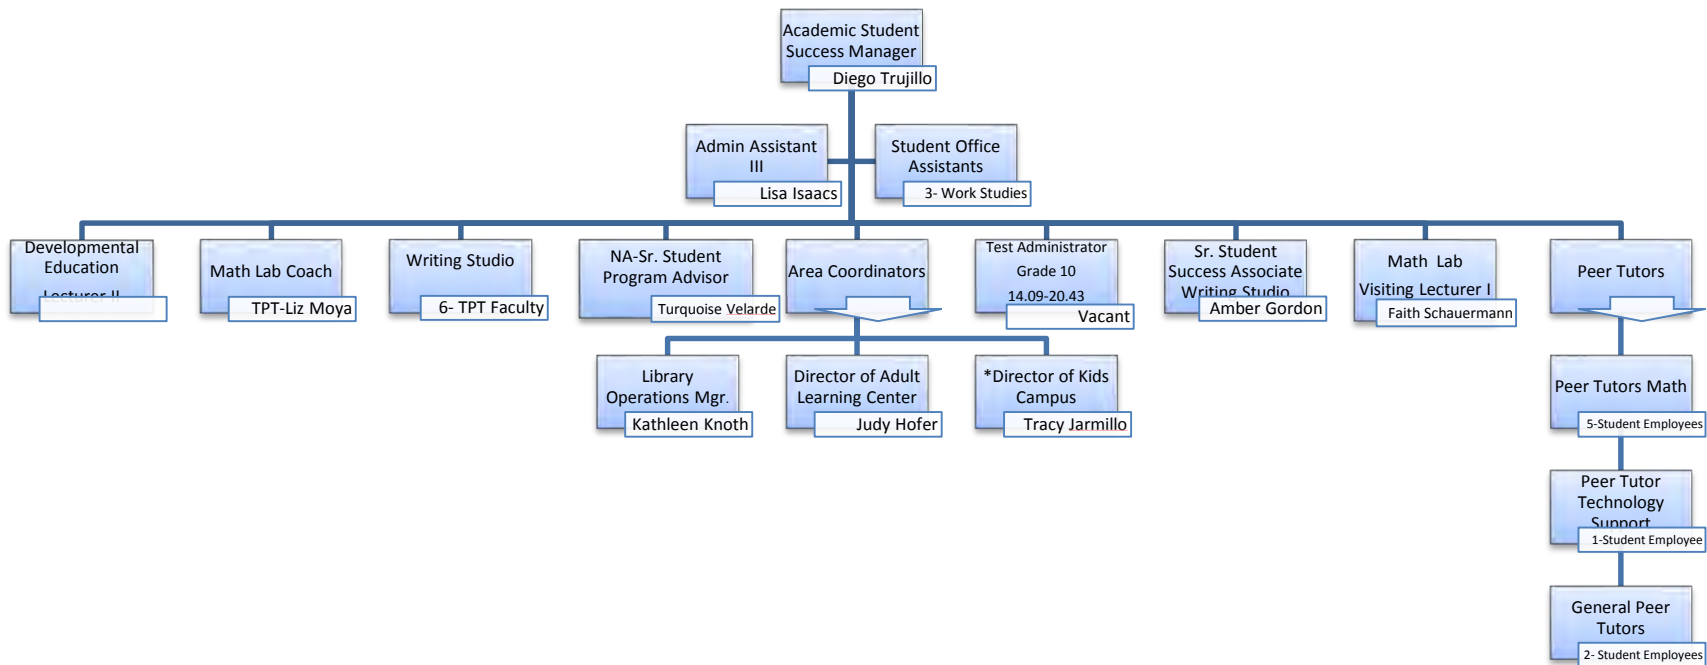 Academic Student
Success Manager
Diego Trujillo
Admin Assistant
III
Lisa Isaacs
Student Office
Assistants
3- Work Studies
Developmental
Education
Lecturer II
Math Lab Coach
TPT-Liz Moya
Writing Studio
6- TPT Faculty
NA-Sr. Student
Program Advisor
Turquoise Velarde
Area Coordinators
Test Administrator
Grade 10
14.09-20.43
Vacant
Sr. Student
Success Associate
Writing Studio
Amber Gordon
Math Lab
Visiting Lecturer I
Faith Schauermann
Peer Tutors
Library
Operations Mgr.
Kathleen Knoth
Director of Adult
Learning Center
Judy Hofer
*Director of Kids
Campus
Tracy Jarmillo
Peer Tutors Math
5-Student Employees
Peer Tutor
Technology
Support
1-Student Employee
General Peer
Tutors
2- Student Employees